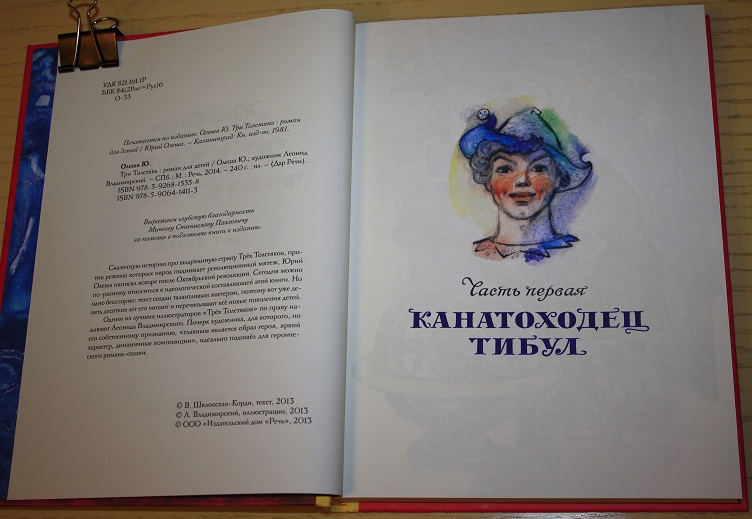 УДК 821.161.1Р
ББК 84(2Рос=Рус)6
О-53
Печатается по изданию: Олеша Ю. Три Толстяка : роман
для детей / Юрий Олеша. – Калининград: Кн. изд-во, 1981.
Олеша Ю.
Три Толстяка : роман для детей / Олеша Ю.; художник Леонид
Владимирский. – СПб ; М. : Речь, 2014. – 240 с. : ил. – (Дар Речи).
ISBN 978-5-9268-1535-8
ISBN 978-5-9064-1411-3
Выражаем глубокую благодарность
Минееву Станиславу Павловичу
за помощь в подготовке книги к изданию.
Сказочную историю про выдуманную страну Трёх Толстяков, про-
тив режима которых народ поднимает революционный мятеж, Юрий
Олеша написал вскоре после Октябрьской революции. Сегодня можно
по-разному относиться к идеологической составляющей этой книги. Но
одно бесспорно: текст создан талантливым мастером, поэтому вот уже де-
вять десятков лет его читают и перечитывают всё новые поколения детей.
Одним из лучших иллюстраторов «Трёх Толстяков» по праву на-
зывают Леонида Владимирского. Почерк художника, для которого, по
его собственному признанию, «главным является образ героя, яркий
характер, динамичные композиции», идеально подошёл для героиче-
ского романа-сказки.
© В. Шкловская-Корди, текст, 2013
© Л. Владимирский, иллюстрации, 2013
© ООО «Издательский дом «Речь», 2013
Часть первая
КАНАТОХОДЕЦ
ТИБУЛ